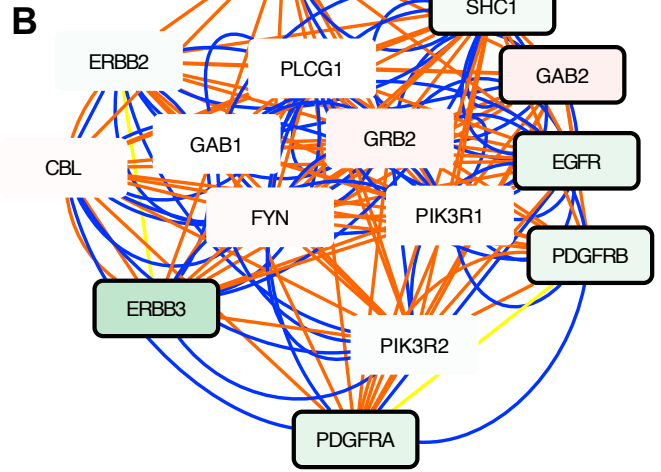 B
SHC1
ERBB2
PLCG1
GAB2
GAB1
GRB2
CBL
EGFR
FYN
PIK3R1
PDGFRB
ERBB3
PIK3R2
PDGFRA